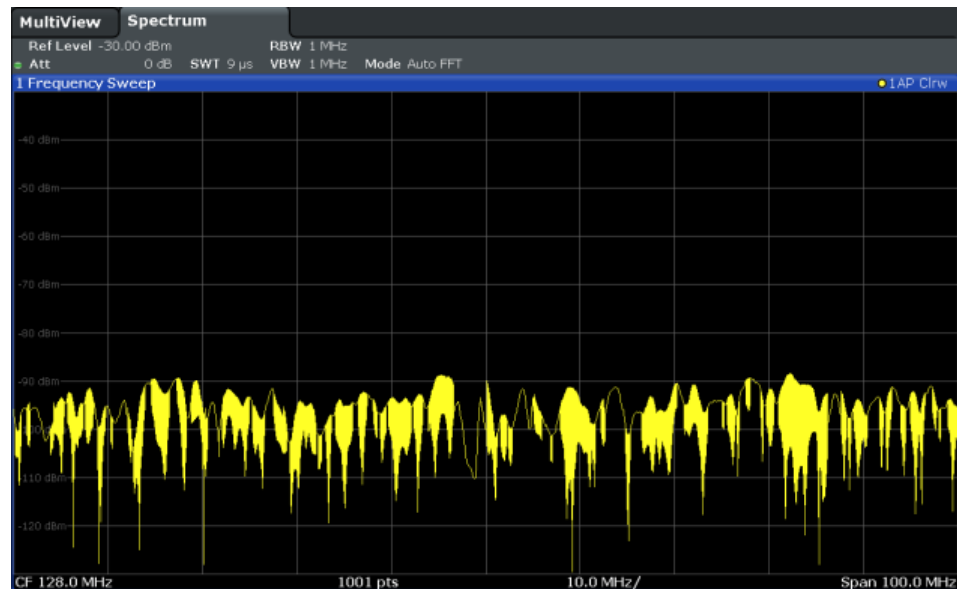 MultiView Spectrum
Ref Level -30.00 dBm RBW 1 MHz
Att 0 dB SWT 9 µs VBW 1 MHz Mode Auto FFT
1 Frequency Sweep 1AP Clrw
-40 dBm
-50 dBm
-60 dBm
-70 dBm
-80 dBm
-90 dBm
-110 dBm
-120 dBm
CF 128.0 MHz 1001 pts 10.0 MHz/ Span 100.0 MHz